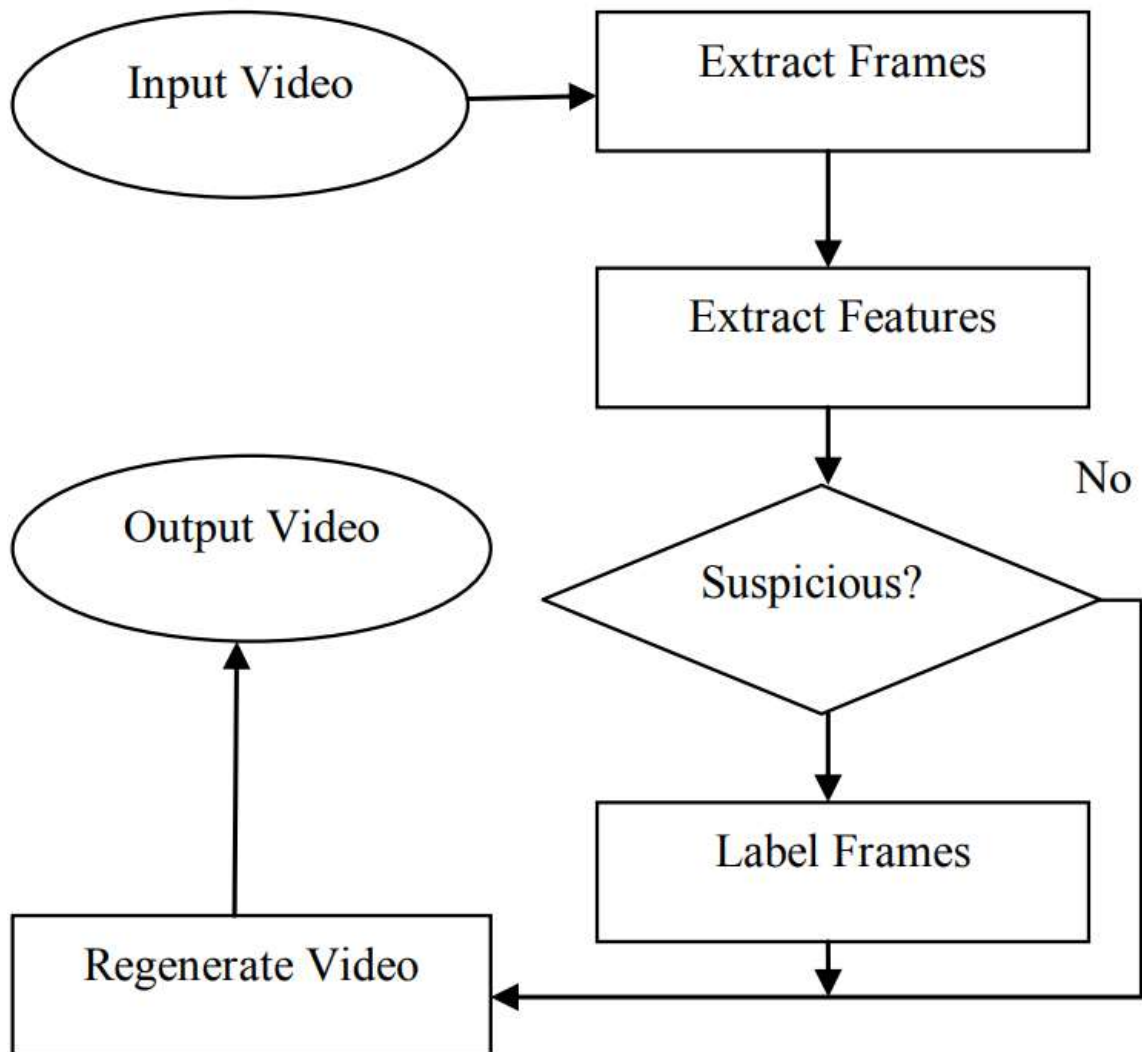 Input Video
Extract Frames
Extract Features
No
Suspicious?
Output Video
Label Frames
Regenerate Video